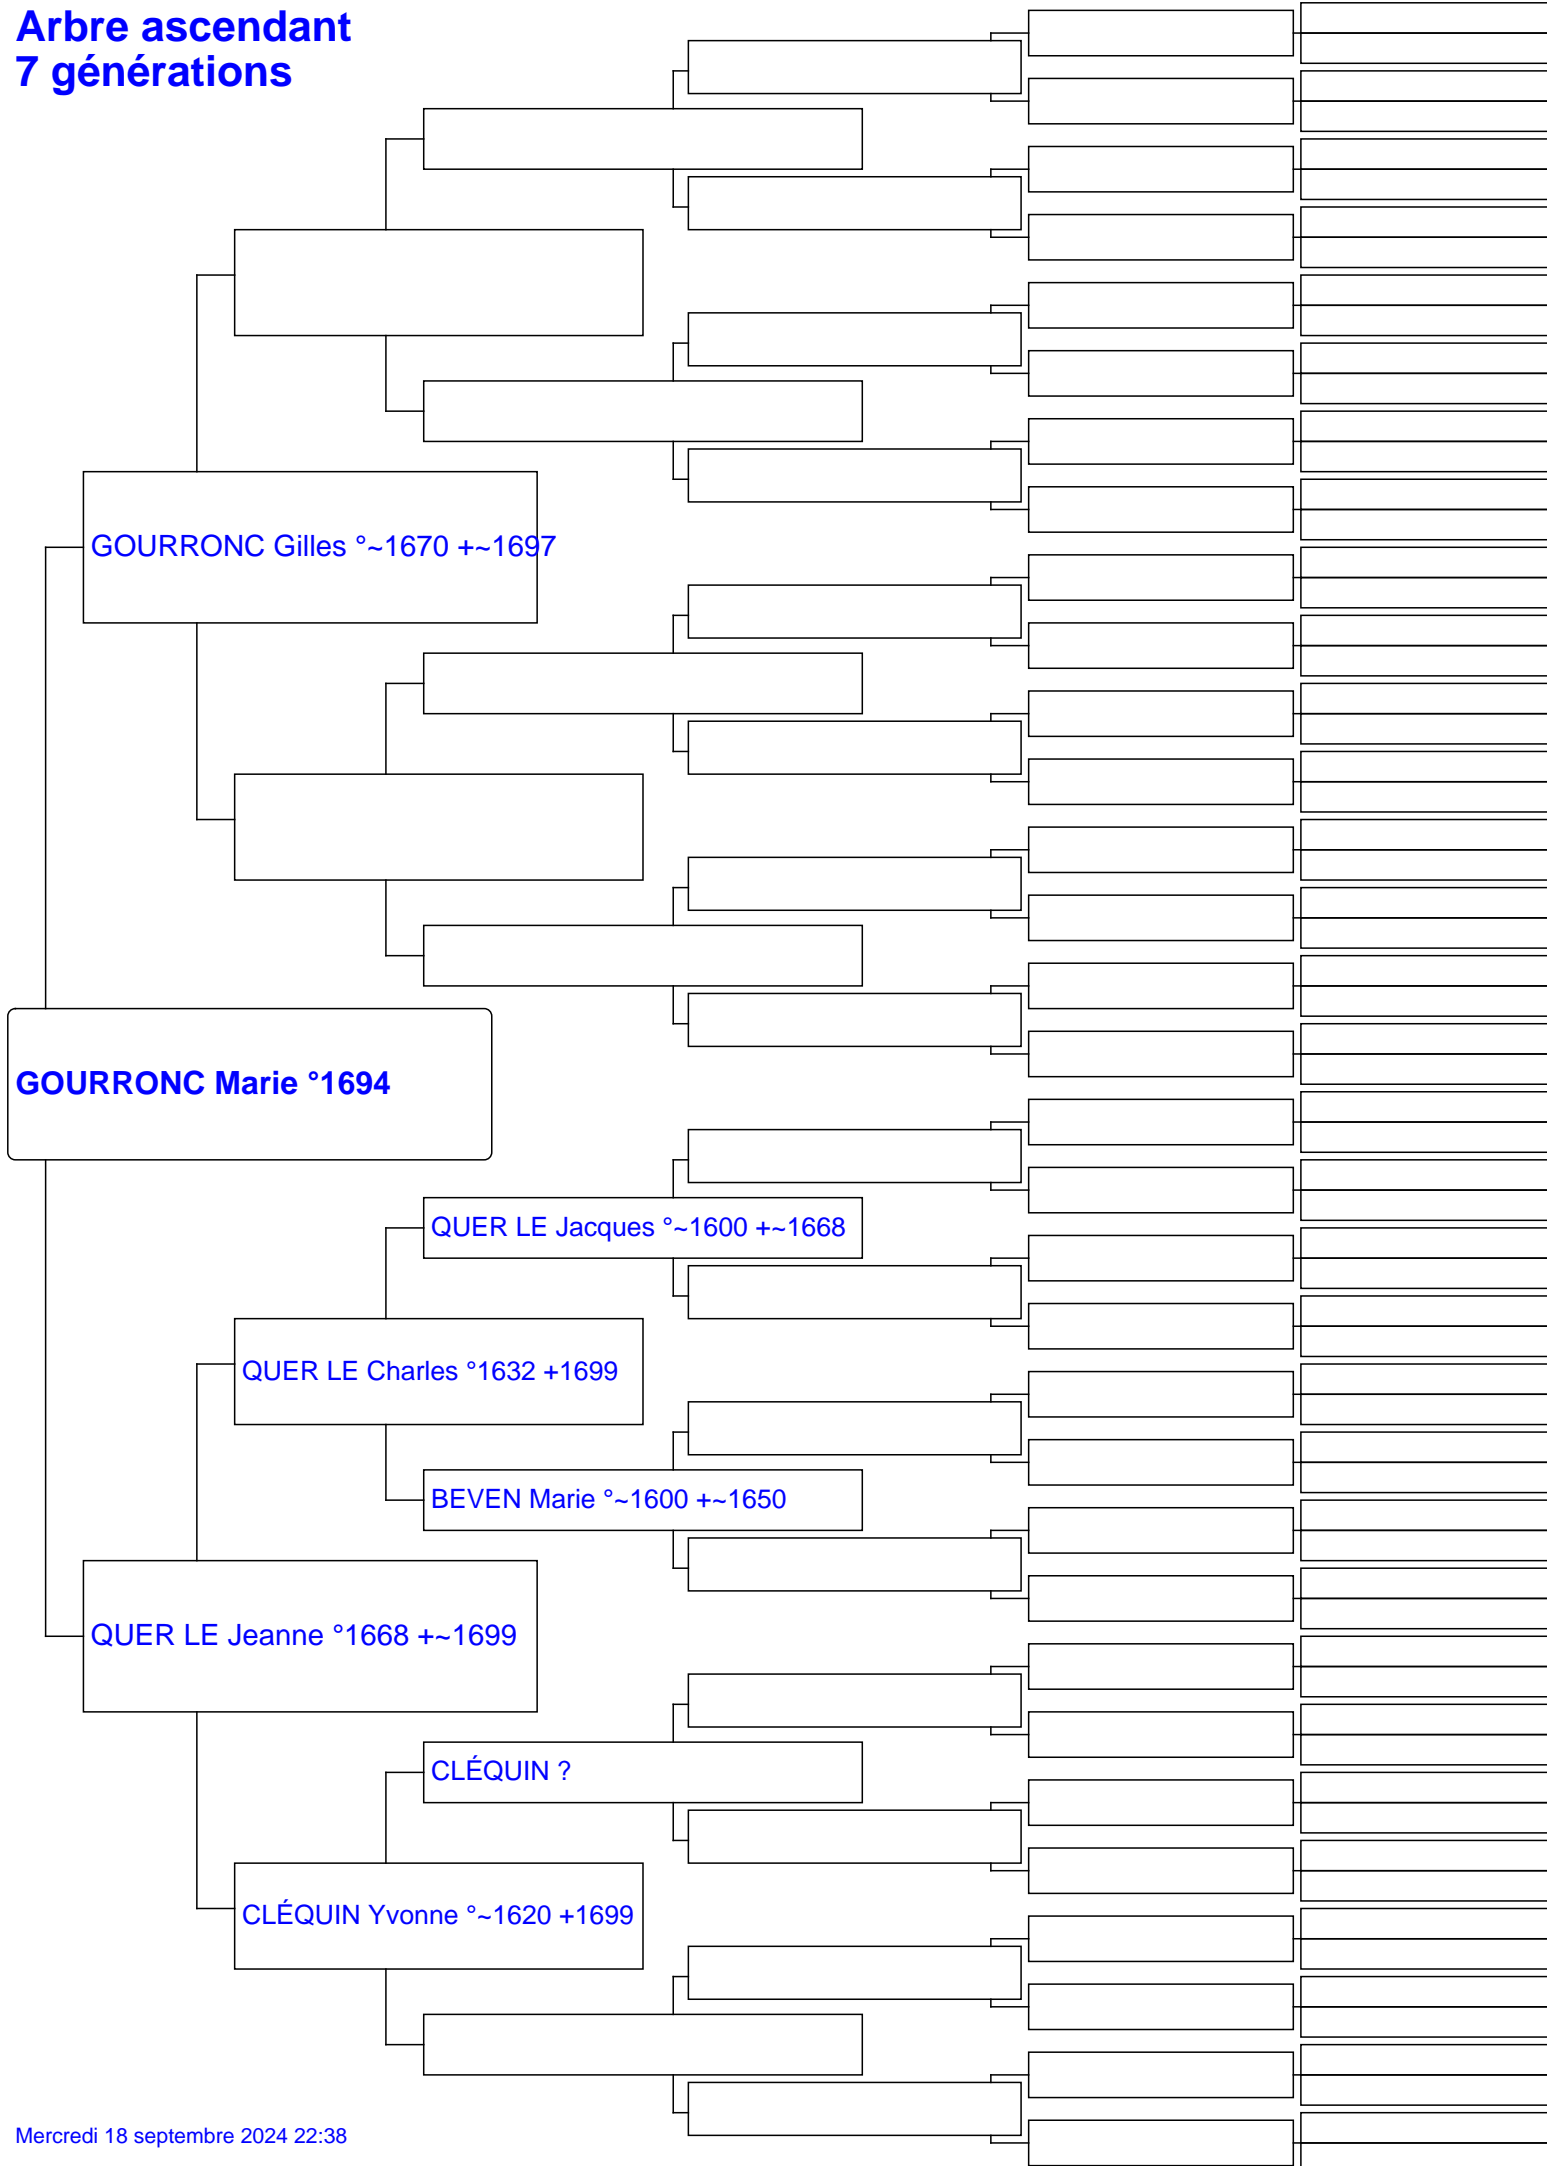 Arbre ascendant
7 générations
GOURRONC Gilles °~1670 +~1697
GOURRONC Marie °1694
QUER LE Jacques °~1600 +~1668
QUER LE Charles °1632 +1699
BEVEN Marie °~1600 +~1650
QUER LE Jeanne °1668 +~1699
CLÉQUIN ?
CLÉQUIN Yvonne °~1620 +1699
Mercredi 18 septembre 2024 22:38